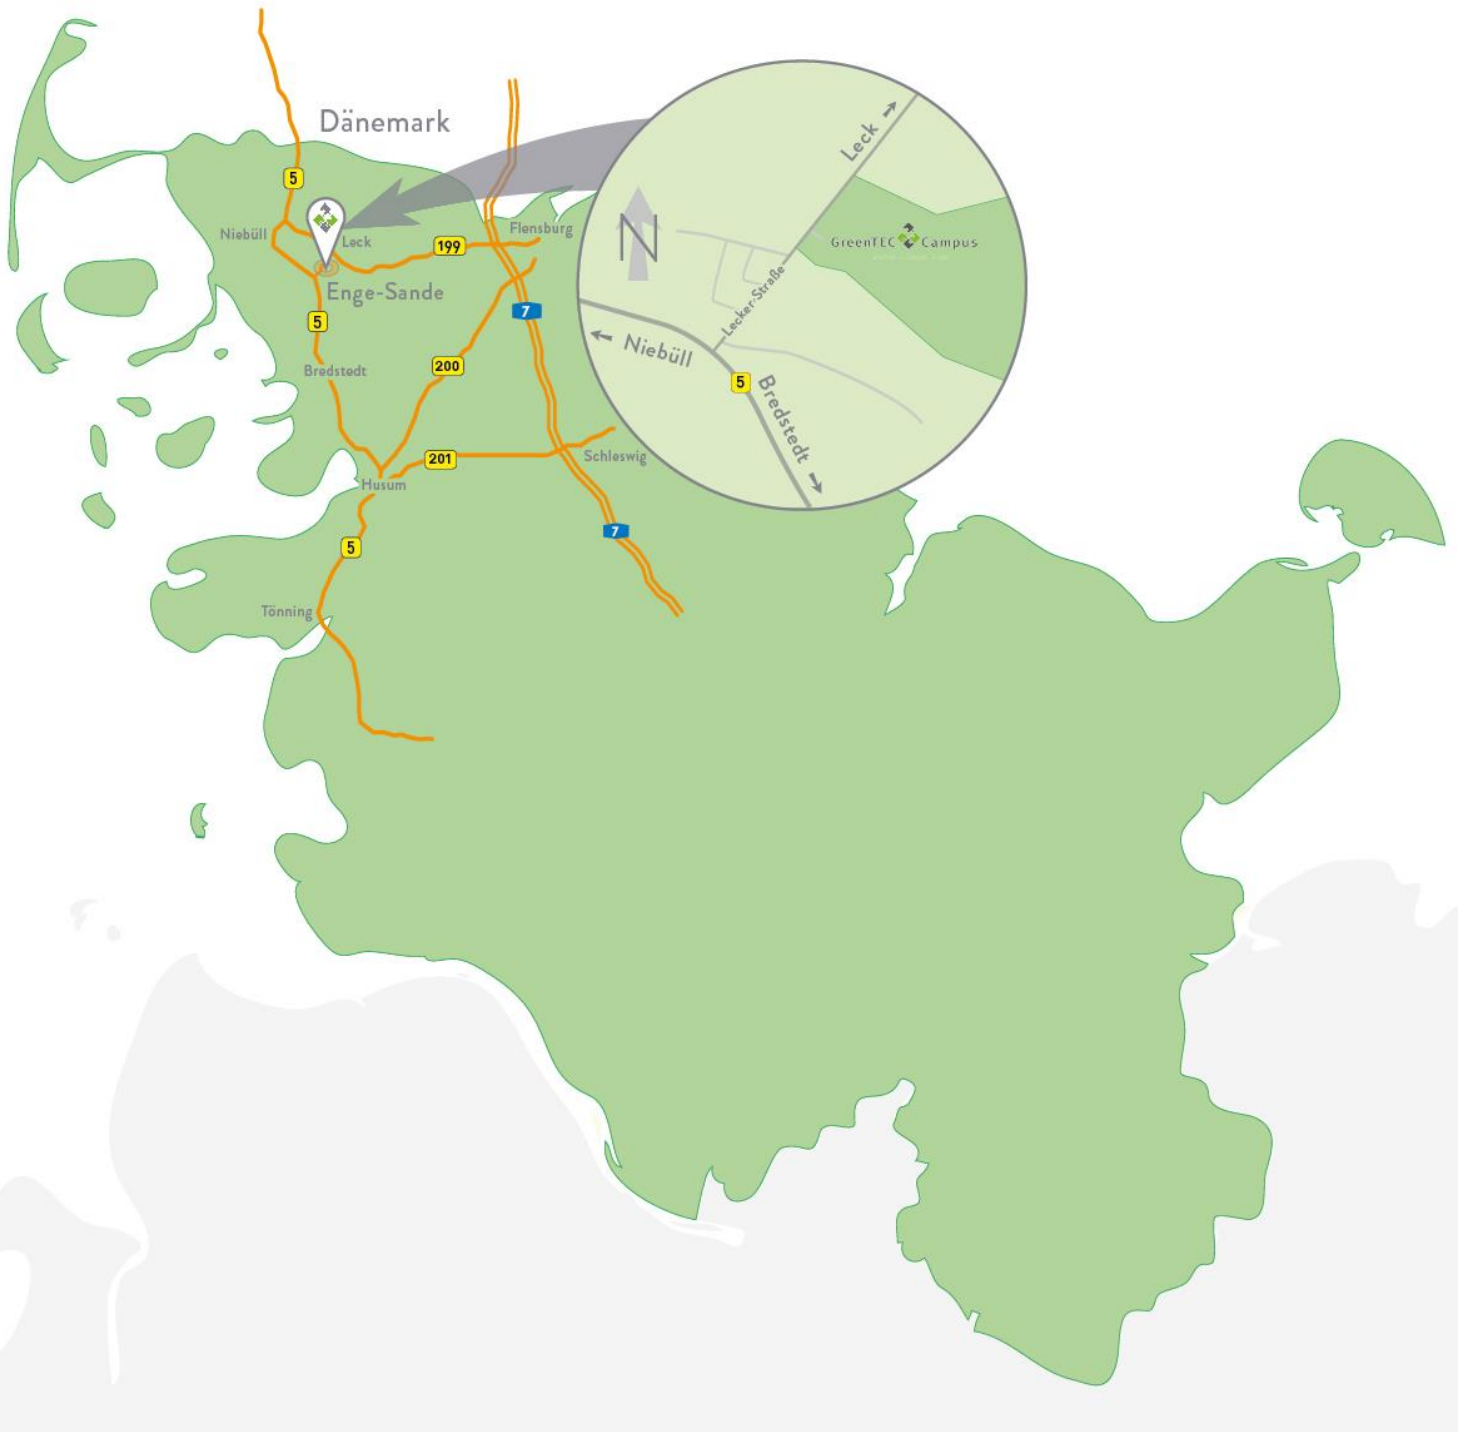 Dänemark
5
Niebüll
Leck
199
Flensburg
Enge-Sande
5
7
Bredstedt
200
201
Schleswig
Husum
7
5
Tönning
Leck
N
GreenTEC Campus
Lecker-Straße
Niebüll
5
Bredstedt